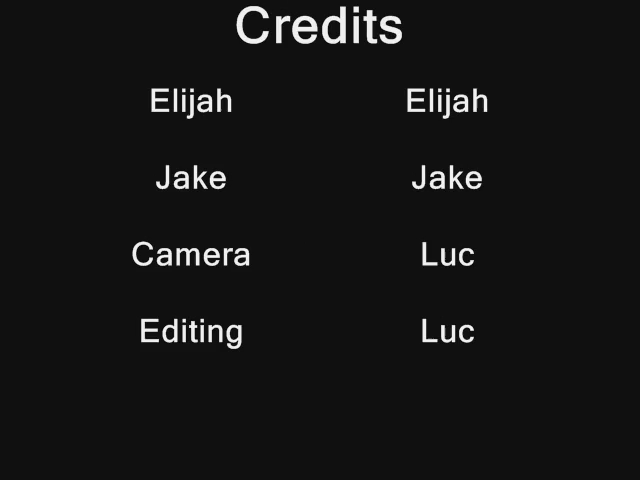 Credits
Elijah Elijah
Jake Jake
Camera Luc
Editing Luc